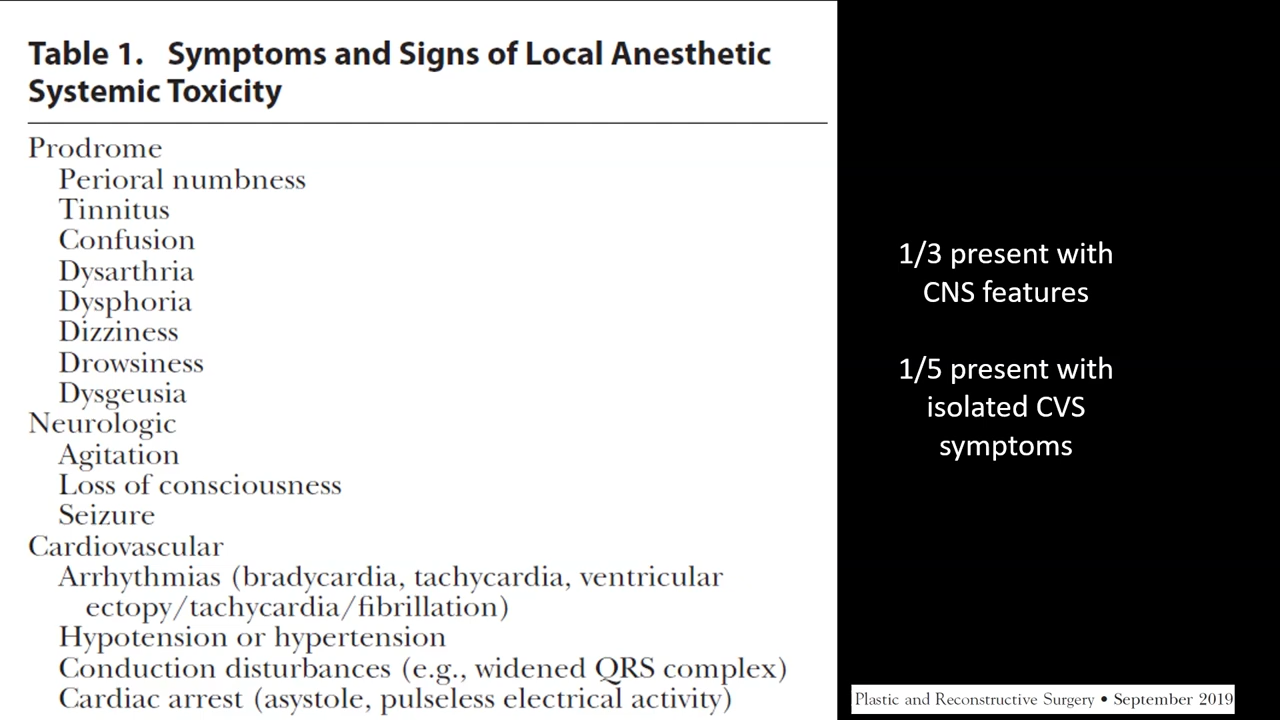 Table 1. Symptoms and Signs of Local Anesthetic
Systemic Toxicity
Prodrome
Perioral numbness
Tinnitus
Confusion
Dysarthria
Dysphoria
Dizziness
Drowsiness
Dysgeusia
Neurologic
Agitation
Loss of consciousness
Seizure
Cardiovascular
Arrhythmias (bradycardia, tachycardia, ventricular
ectopy/tachycardia/fibrillation)
Hypotension or hypertension
Conduction disturbances (e.g., widened QRS complex)
Cardiac arrest (asystole, pulseless electrical activity)
1/3 present with
CNS features
1/5 present with
isolated CVS
symptoms
Plastic and Reconstructive Surgery • September 2019